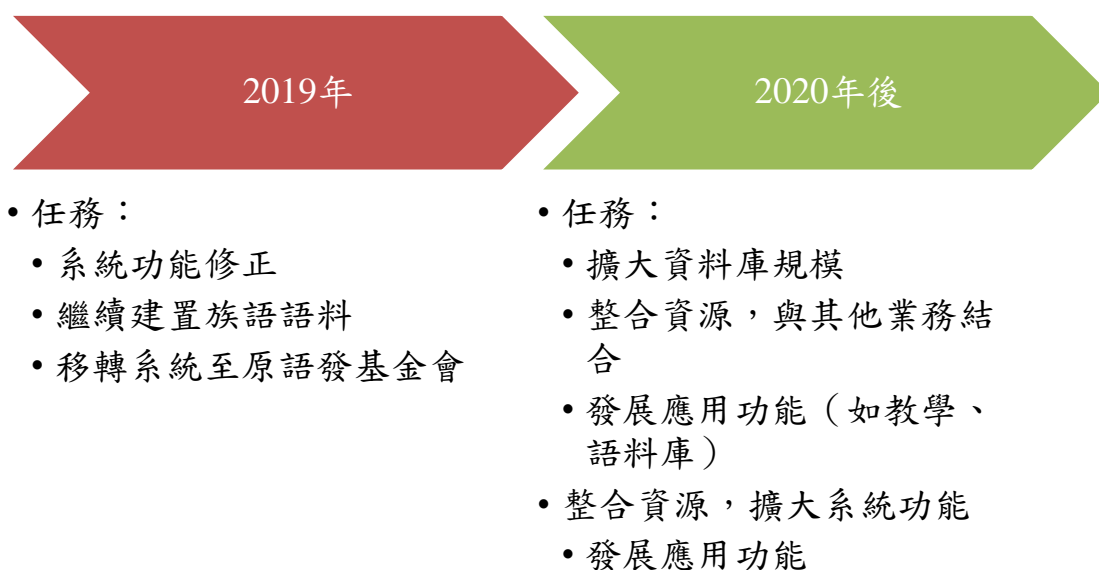 2019年
• 任務：
• 系統功能修正
• 繼續建置族語語料
• 移轉系統至原語發基金會
2020年後
• 任務：
• 擴大資料庫規模
• 整合資源，與其他業務結
合
• 發展應用功能（如教學、
語料庫）
• 整合資源，擴大系統功能
• 發展應用功能